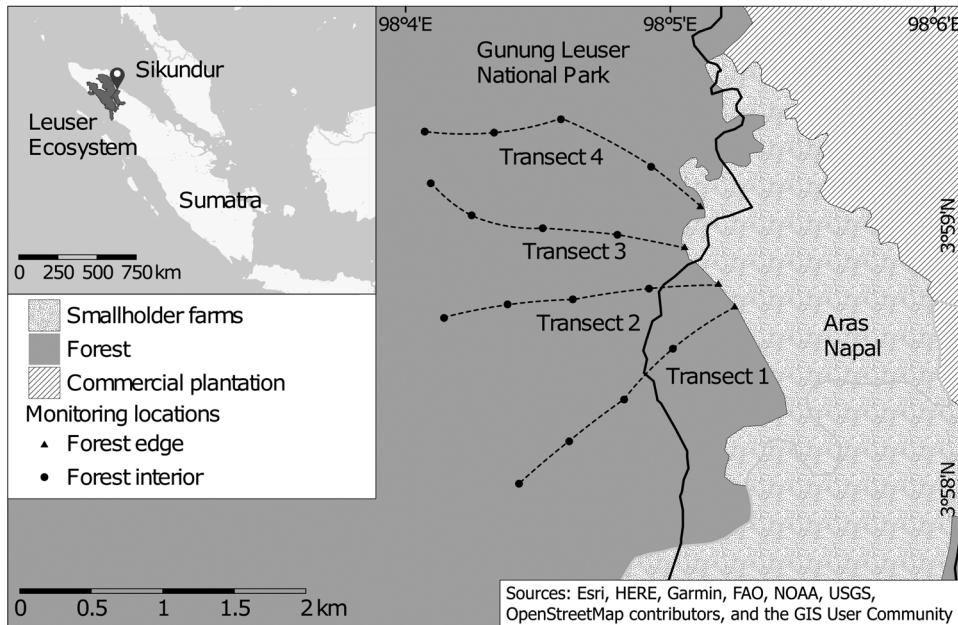 98°4'E
98°5'E
98°6'E
Gunung Leuser
National Park
Sikundur
Leuser
Ecosystem
Sumatra
0 250 500 750 km
Transect 4
Transect 3
Transect 2
Transect 1
3°59'N
3°58'N
Aras
Napal
Smallholder farms
Forest
Commercial plantation
Monitoring locations
Forest edge
Forest interior
0 0.5 1 1.5 2 km
Sources: Esri, HERE, Garmin, FAO, NOAA, USGS,
OpenStreetMap contributors, and the GIS User Community